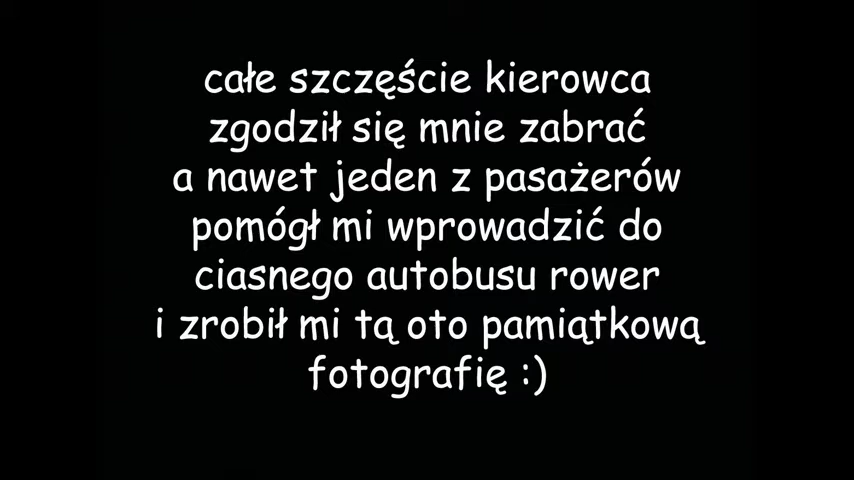 całe szczęście kierowca
zgodził się mnie zabrać
a nawet jeden z pasażerów
pomógł mi wprowadzić do
ciasnego autobusu rower
i zrobił mi tą oto pamiątkową
fotografię :)